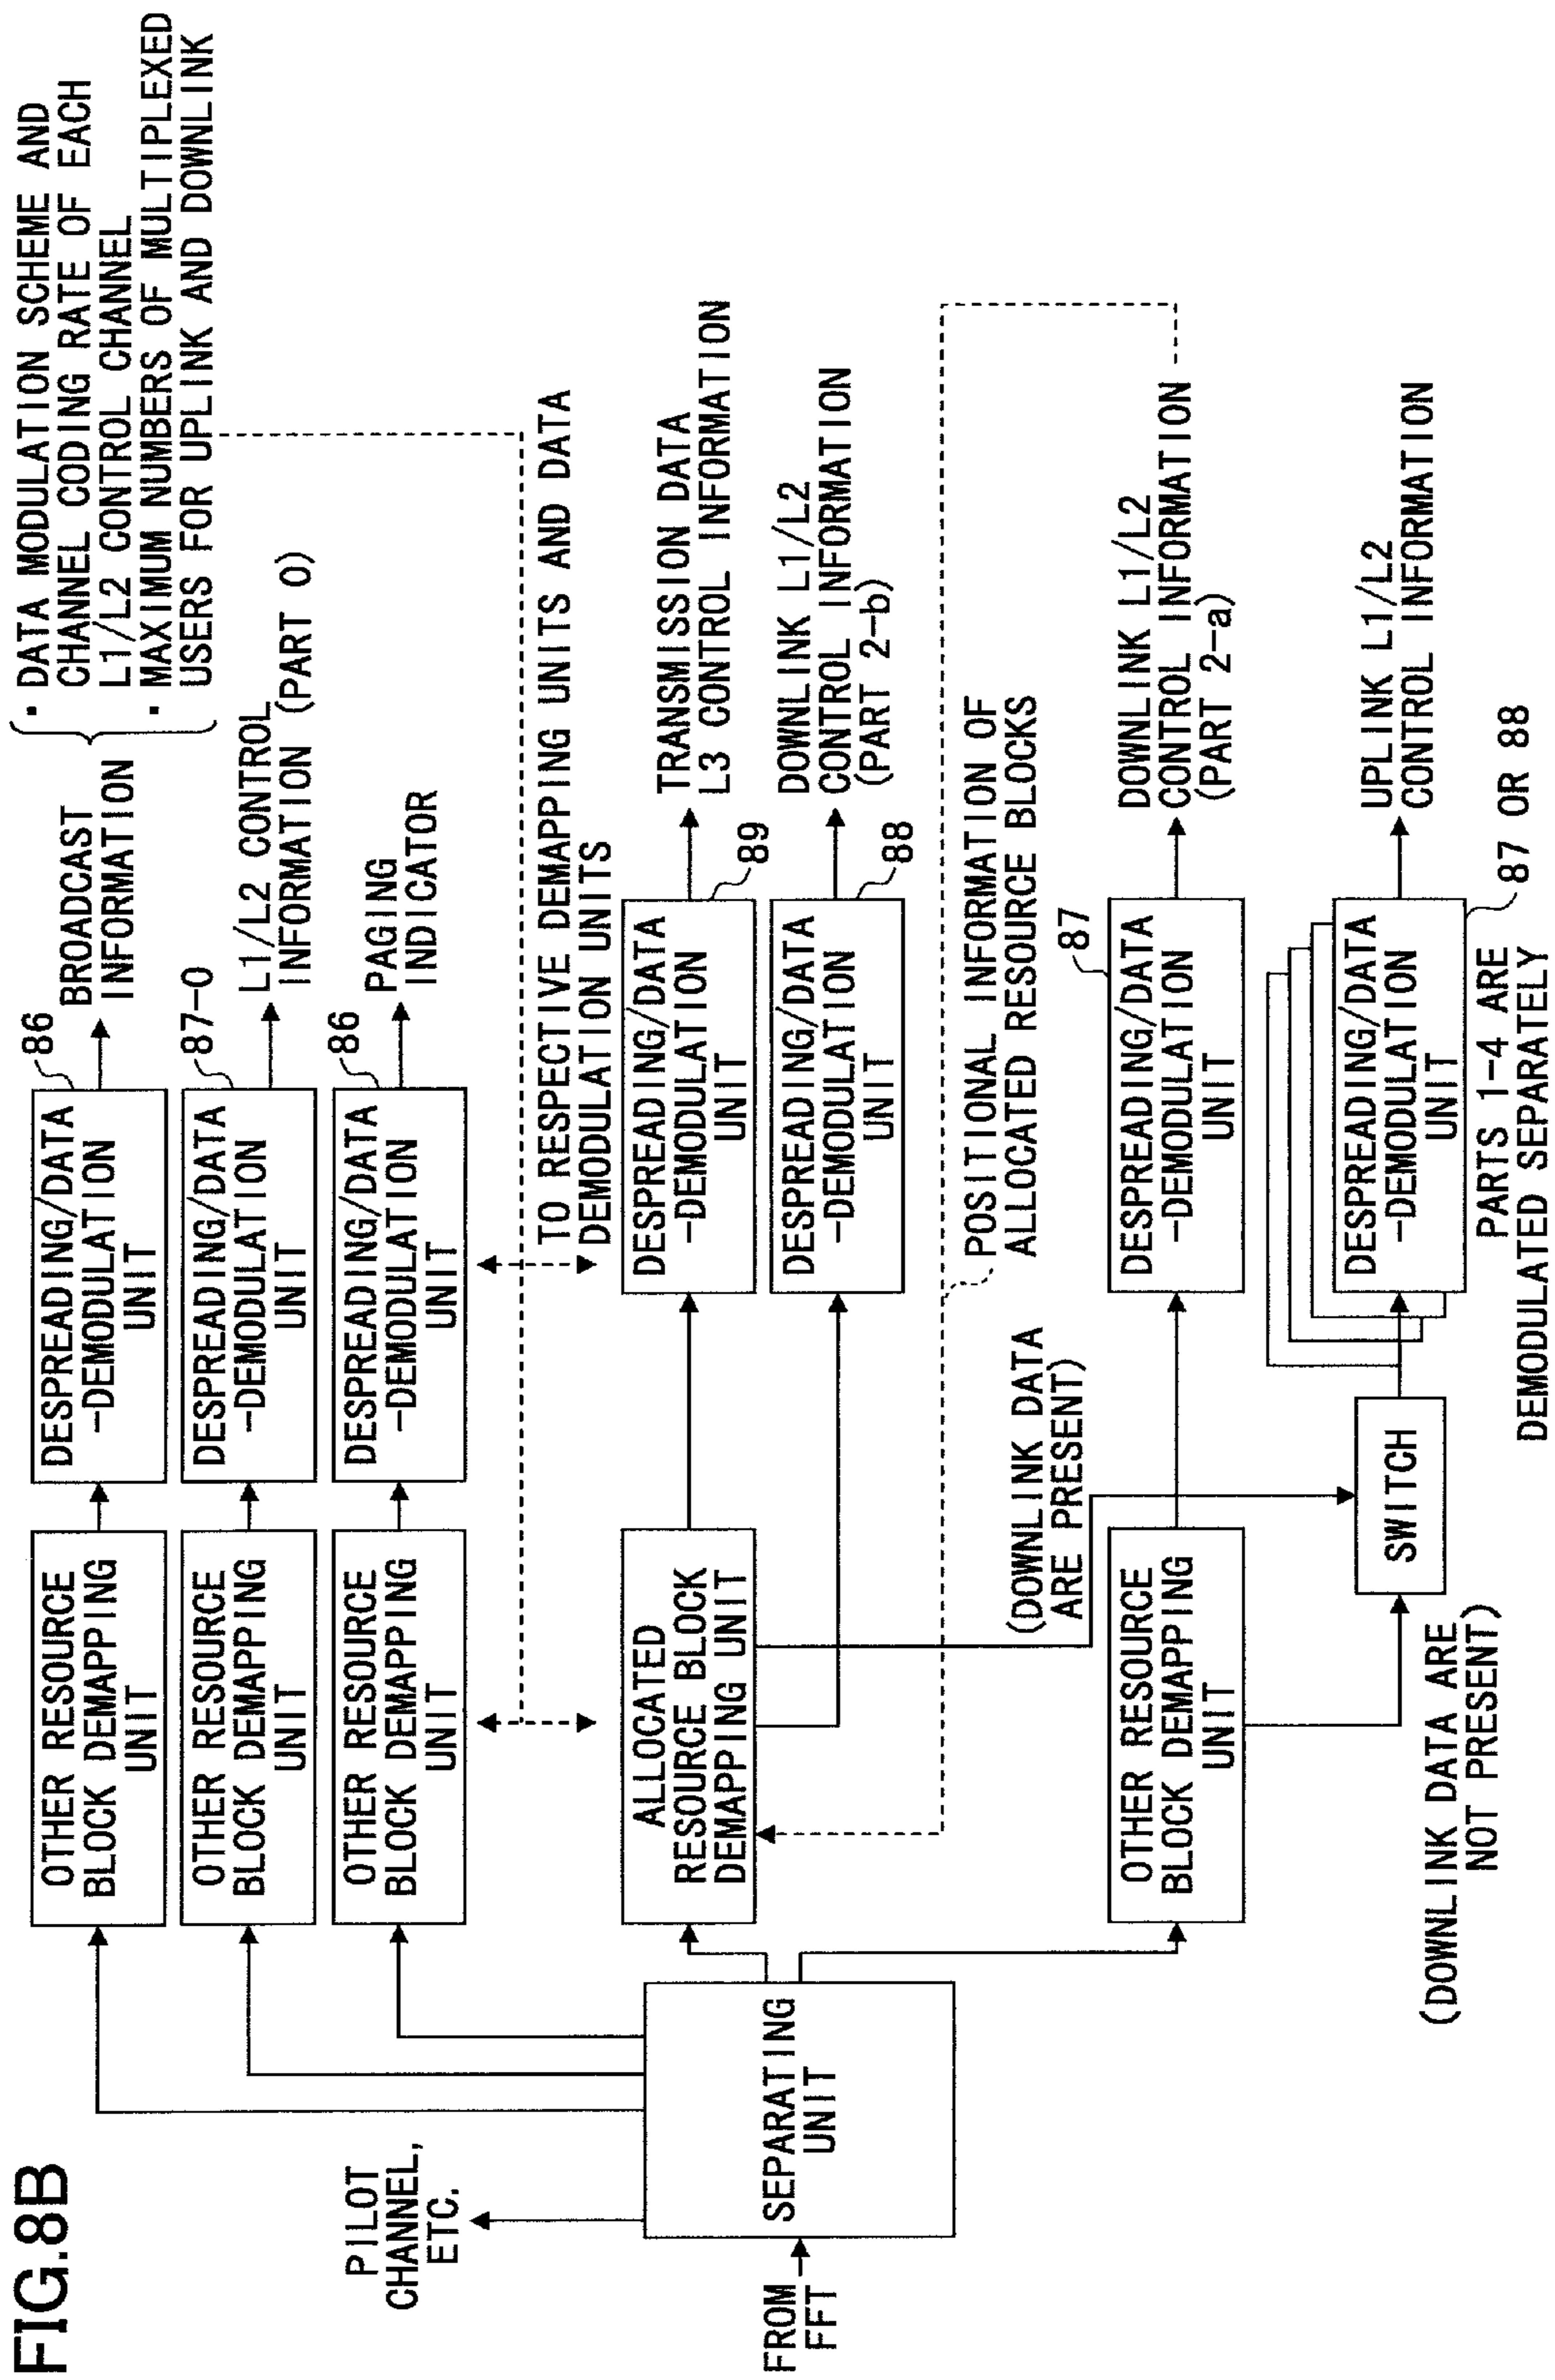 FIG.8B
FROM
FFT
SEPARATING
UNIT
PILOT
CHANNEL,
ETC.
OTHER RESOURCE
BLOCK DEMAPPING
UNIT
DESPREADING/DATA
-DEMODULATION
UNIT
86
BROADCAST
INFORMATION
· DATA MODULATION SCHEME AND
CHANNEL CODING RATE OF EACH
L1/L2 CONTROL CHANNEL
· MAXIMUM NUMBERS OF MULTIPLEXED
USERS FOR UPLINK AND DOWNLINK
OTHER RESOURCE
BLOCK DEMAPPING
UNIT
DESPREADING/DATA
-DEMODULATION
UNIT
87-0
L1/L2 CONTROL
INFORMATION (PART 0)
OTHER RESOURCE
BLOCK DEMAPPING
UNIT
DESPREADING/DATA
-DEMODULATION
UNIT
86
PAGING
INDICATOR
TO RESPECTIVE DEMAPPING UNITS AND DATA
DEMODULATION UNITS
ALLOCATED
RESOURCE BLOCK
DEMAPPING UNIT
DESPREADING/DATA
-DEMODULATION
UNIT
89
TRANSMISSION DATA
L3 CONTROL INFORMATION
DESPREADING/DATA
-DEMODULATION
UNIT
88
DOWNLINK L1/L2
CONTROL INFORMATION
(PART 2-b)
POSITIONAL INFORMATION OF
ALLOCATED RESOURCE BLOCKS
(DOWNLINK DATA
ARE PRESENT)
OTHER RESOURCE
BLOCK DEMAPPING
UNIT
DESPREADING/DATA
-DEMODULATION
UNIT
87
DOWNLINK L1/L2
CONTROL INFORMATION
(PART 2-a)
(DOWNLINK DATA ARE
NOT PRESENT)
SWITCH
DESPREADING/DATA
-DEMODULATION
UNIT
87 OR 88
UPLINK L1/L2
CONTROL INFORMATION
PARTS 1-4 ARE
DEMODULATED SEPARATELY